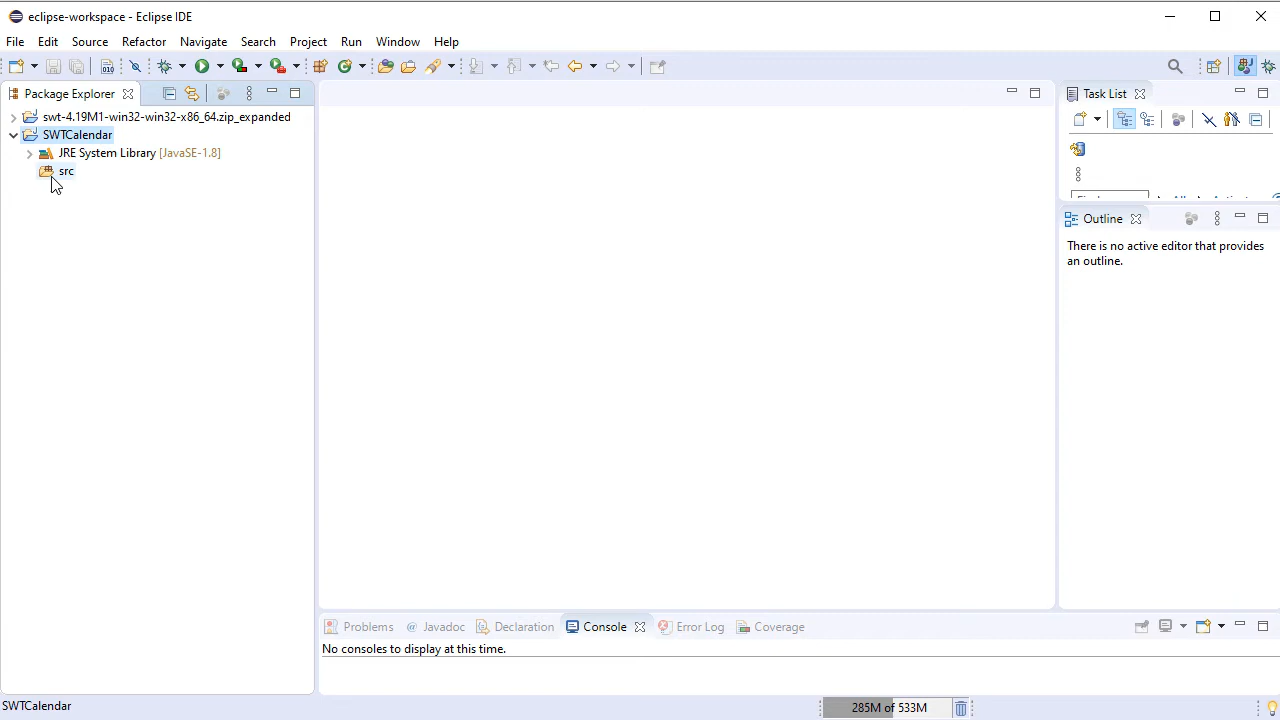 eclipse-workspace - Eclipse IDE
File Edit Source Refactor Navigate Search Project Run Window Help
Package Explorer
swt-4.19M1-win32-win32-x86_64.zip_expanded
SWTCalendar
JRE System Library [JavaSE-1.8]
src
Task List
Outline
There is no active editor that provides
an outline.
Problems @ Javadoc Declaration Console Error Log Coverage
No consoles to display at this time.
SWTCalendar
285M of 533M